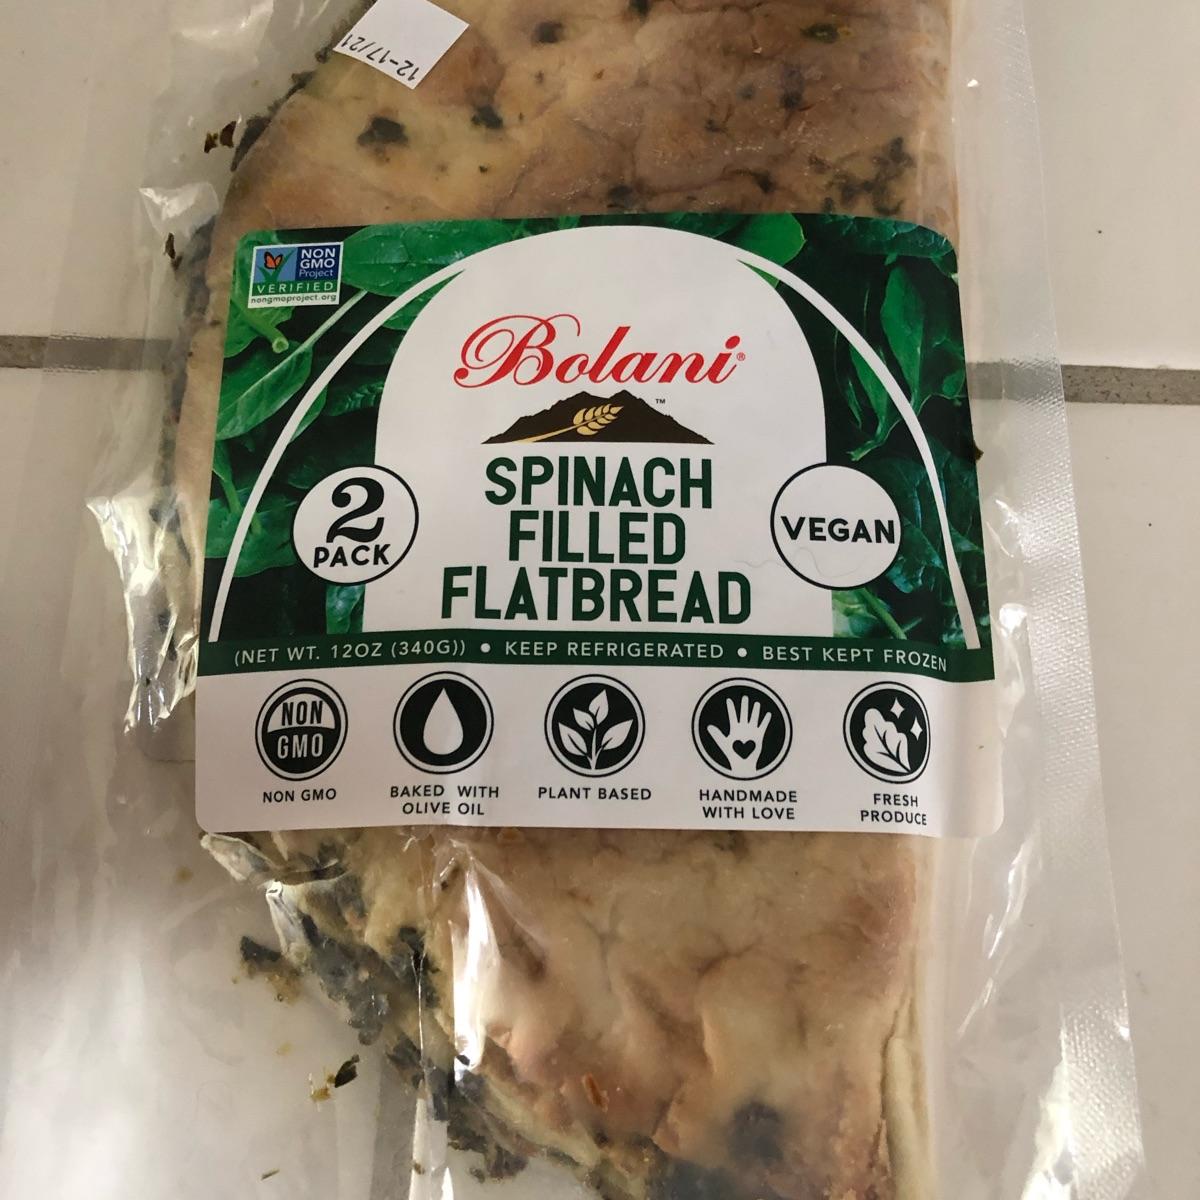 12-17/21
NON
GMO
Project
VERIFIED
nongmoproject.org
Bolani®
™
SPINACH
FILLED
FLATBREAD
2
PACK
VEGAN
(NET WT. 12OZ (340G)) • KEEP REFRIGERATED • BEST KEPT FROZEN
NON
GMO
NON GMO
BAKED WITH
OLIVE OIL
PLANT BASED
HANDMADE
WITH LOVE
FRESH
PRODUCE